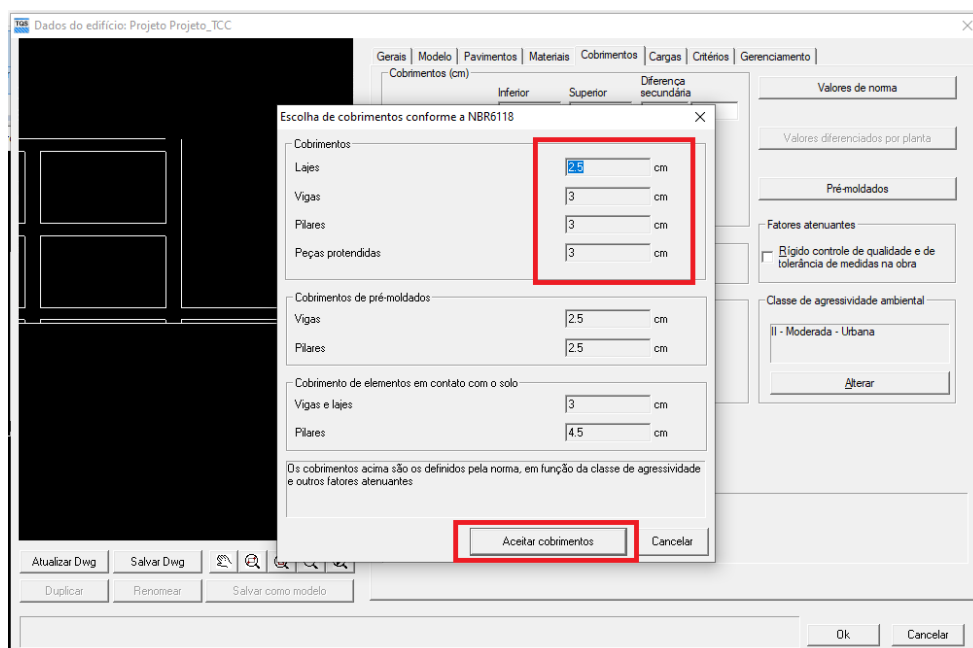 TQS Dados do edifício: Projeto Projeto_TCC
Gerais Modelo Pavimentos Materiais Cobrimentos Cargas Critérios Gerenciamento
Cobrimentos (cm)
Inferior Superior Diferença secundária
Valores de norma
Valores diferenciados por planta
Pré-moldados
Fatores atenuantes
Rígido controle de qualidade e de
tolerância de medidas na obra
Classe de agressividade ambiental
II - Moderada - Urbana
Alterar
Escolha de cobrimentos conforme a NBR6118
Cobrimentos
Lajes 2.5 cm
Vigas 3 cm
Pilares 3 cm
Peças protendidas 3 cm
Cobrimentos de pré-moldados
Vigas 2.5 cm
Pilares 2.5 cm
Cobrimento de elementos em contato com o solo
Vigas e lajes 3 cm
Pilares 4.5 cm
Os cobrimentos acima são os definidos pela norma, em função da classe de agressividade
e outros fatores atenuantes
Aceitar cobrimentos Cancelar
Atualizar Dwg Salvar Dwg
Duplicar Renomear Salvar como modelo
Ok Cancelar